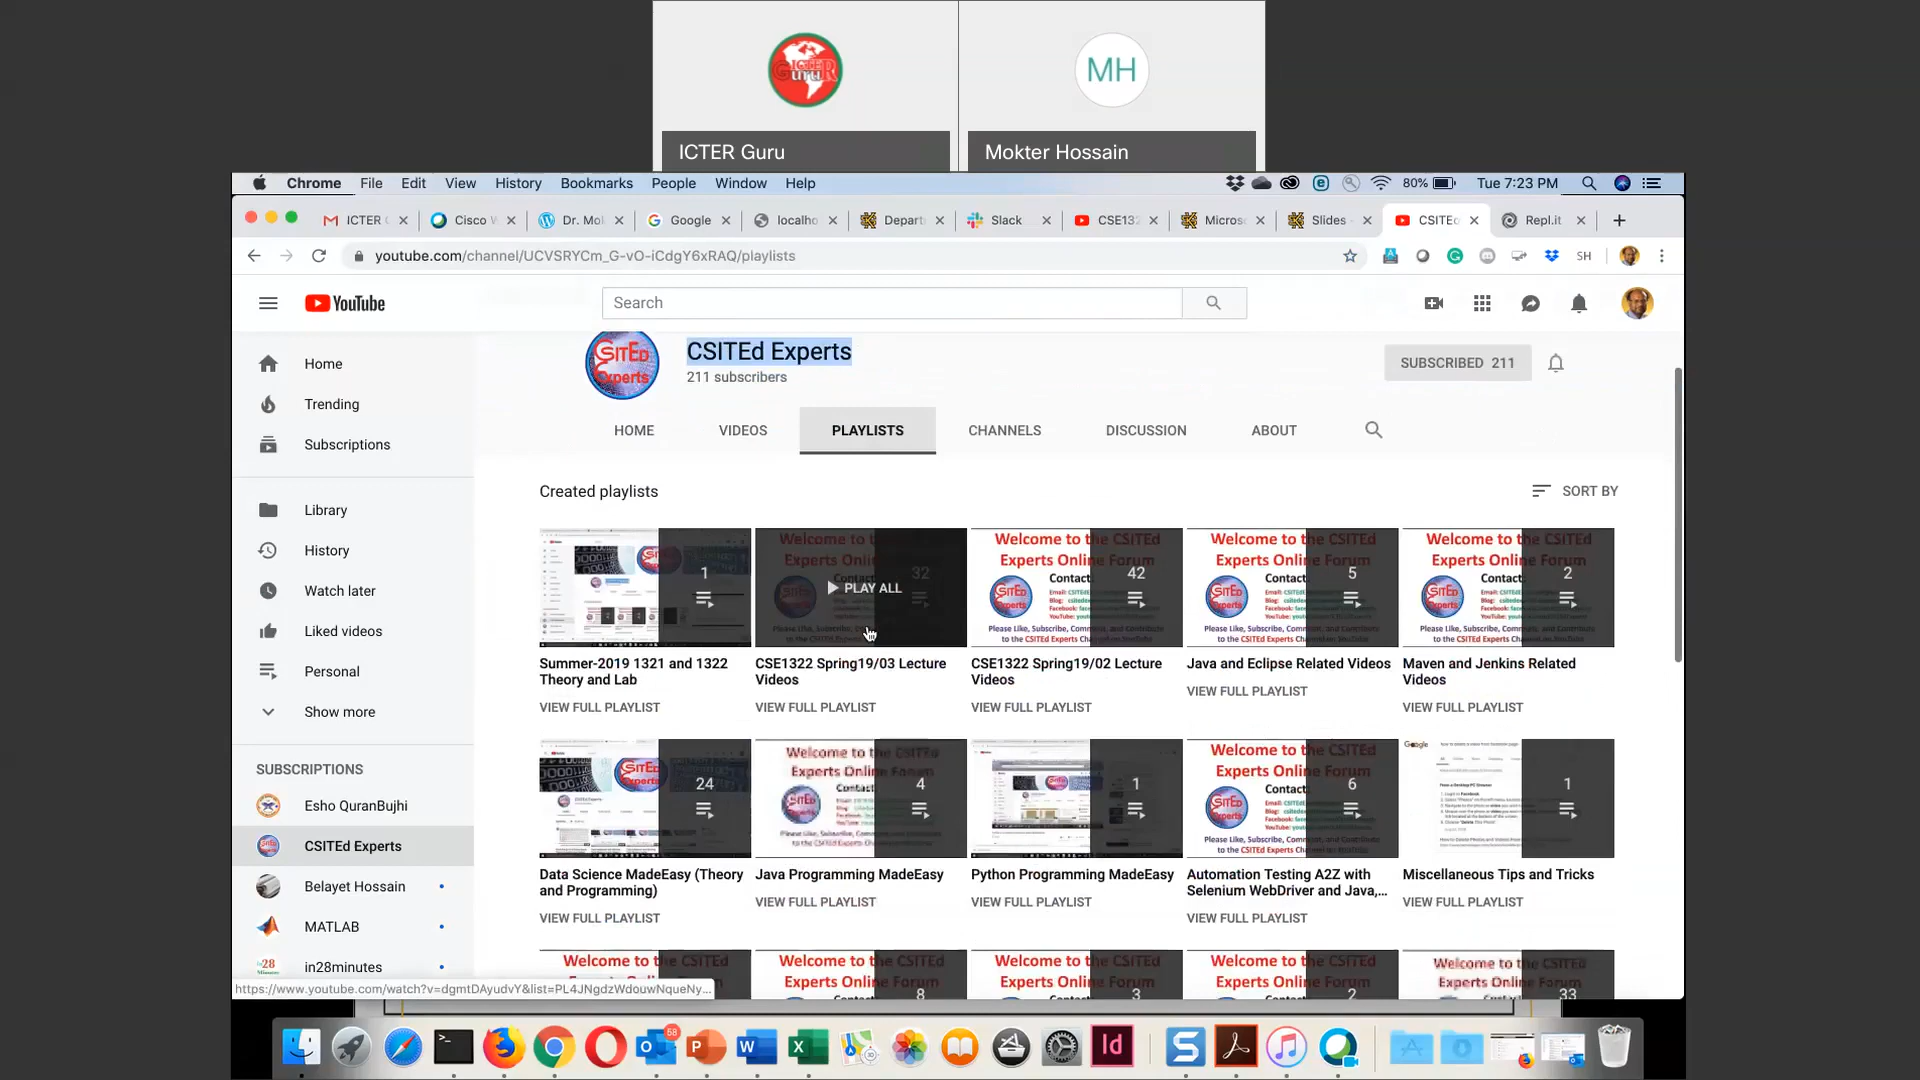 MH
ICTER Guru
Mokter Hossain
Chrome File Edit View History Bookmarks People Window Help
80% Tue 7:23 PM
ICTER
Cisco
Dr. Mol
Google
localho
Depart
Slack
CSE132
Microso
Slides -
CSITEd
Repl.it
youtube.com/channel/UCVSRYCm_G-vO-iCdgY6xRAQ/playlists
SH
YouTube
Search
CSITEd Experts
211 subscribers
SUBSCRIBED 211
HOME VIDEOS PLAYLISTS CHANNELS DISCUSSION ABOUT
Home
Trending
Subscriptions
Library
History
Watch later
Liked videos
Personal
Show more
SUBSCRIPTIONS
Esho QuranBujhi
CSITEd Experts
Belayet Hossain
MATLAB
in28minutes
Created playlists
SORT BY
1
32
PLAY ALL
42
5
2
Summer-2019 1321 and 1322
Theory and Lab
VIEW FULL PLAYLIST
CSE1322 Spring19/03 Lecture
Videos
VIEW FULL PLAYLIST
CSE1322 Spring19/02 Lecture
Videos
VIEW FULL PLAYLIST
Java and Eclipse Related Videos
VIEW FULL PLAYLIST
Maven and Jenkins Related
Videos
VIEW FULL PLAYLIST
24
4
1
6
1
Data Science MadeEasy (Theory
and Programming)
VIEW FULL PLAYLIST
Java Programming MadeEasy
VIEW FULL PLAYLIST
Python Programming MadeEasy
VIEW FULL PLAYLIST
Automation Testing A2Z with
Selenium WebDriver and Java,...
VIEW FULL PLAYLIST
Miscellaneous Tips and Tricks
VIEW FULL PLAYLIST
Welcome to the CSITEd
Experts Online Forum
8
3
2
33
https://www.youtube.com/watch?v=dgmtDAyudvY&list=PL4JNgdzWdouwNqueNy...
58